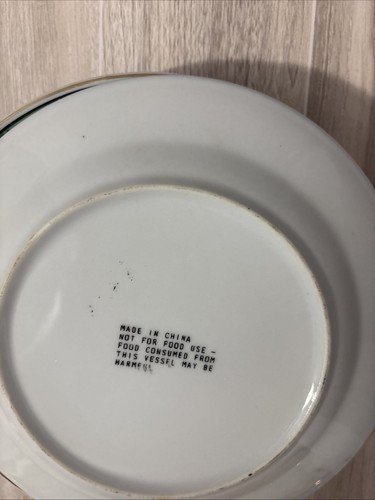 MADE IN CHINA
NOT FOR FOOD USE -
FOOD CONSUMED FROM
THIS VESSEL MAY BE
HARMFUL